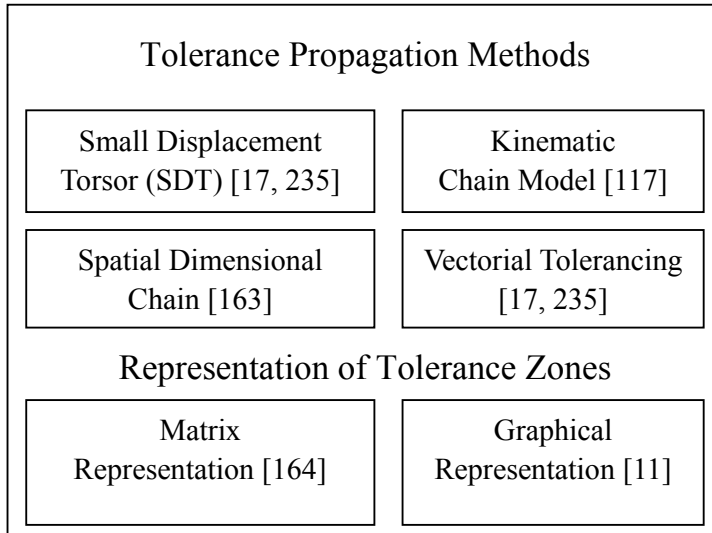 Tolerance Propagation Methods
Small Displacement
Torsor (SDT) [17, 235]
Kinematic
Chain Model [117]
Spatial Dimensional
Chain [163]
Vectorial Tolerancing
[17, 235]
Representation of Tolerance Zones
Matrix
Representation [164]
Graphical
Representation [11]